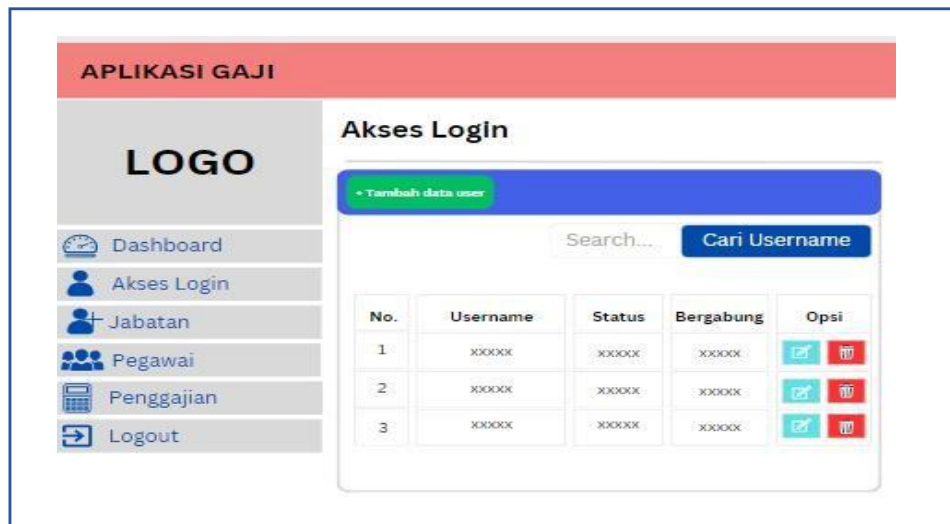 APLIKASI GAJI
LOGO
Dashboard
Akses Login
Jabatan
Pegawai
Penggajian
Logout
Akses Login
+ Tambah data user
Search...
Cari Username
No. Username Status Bergabung Opsi
1 xxxxx xxxxx xxxxx
2 xxxxx xxxxx xxxxx
3 xxxxx xxxxx xxxxx